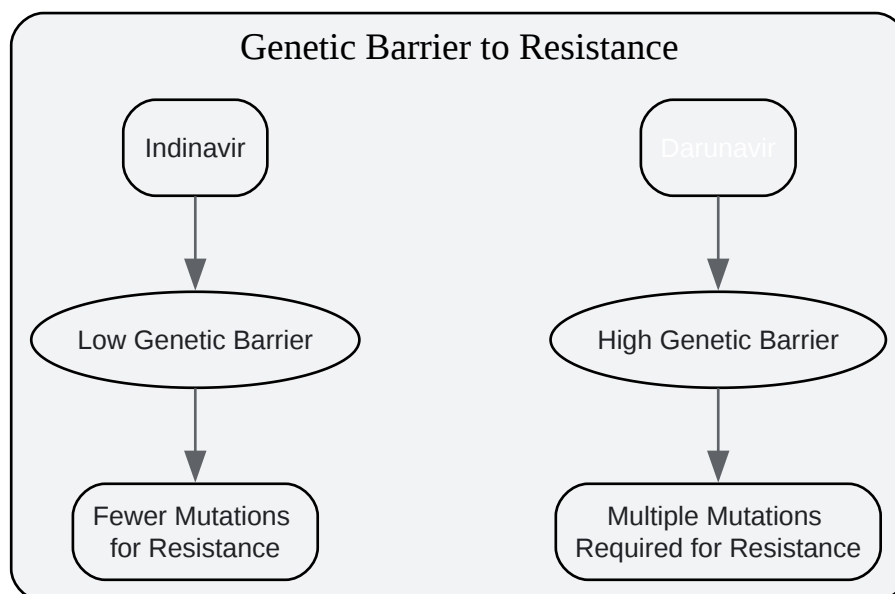 Genetic Barrier to Resistance
Indinavir
Darunavir
Low Genetic Barrier
High Genetic Barrier
Fewer Mutations
for Resistance
Multiple Mutations
Required for Resistance